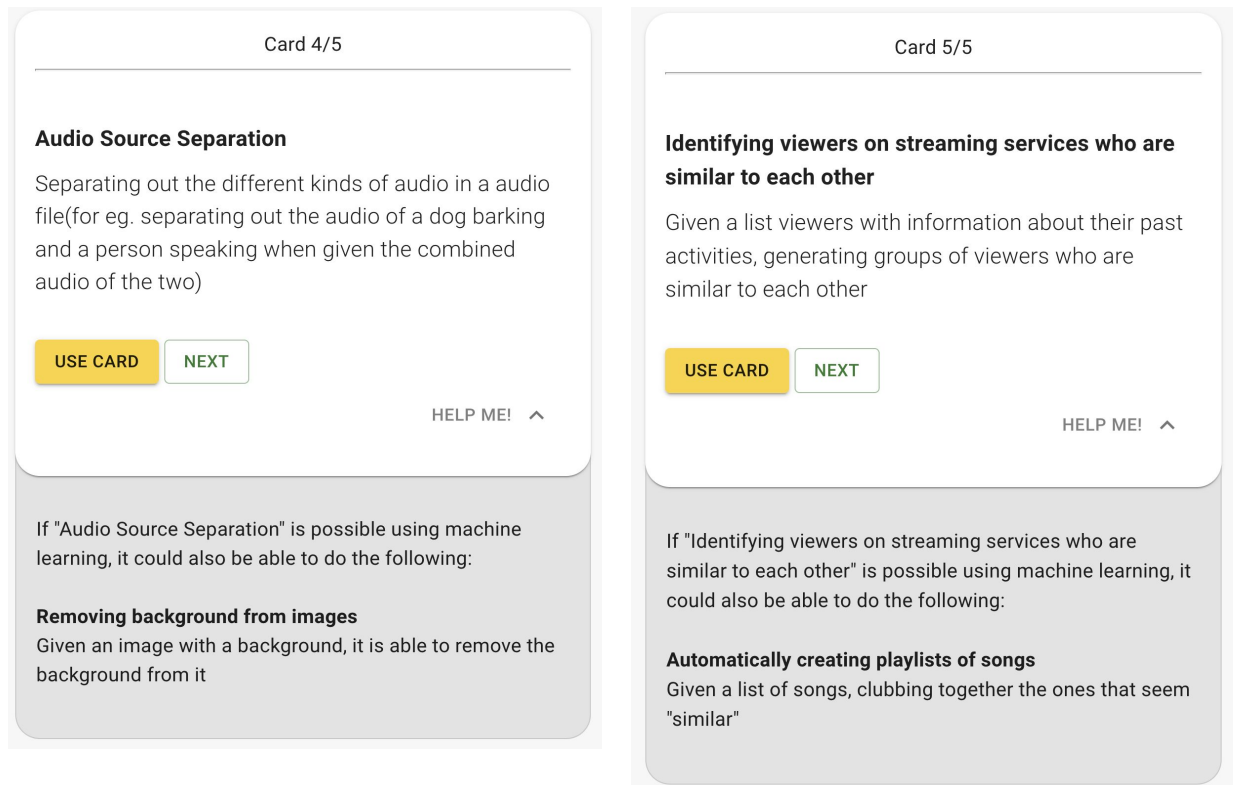 Card 4/5
Audio Source Separation
Separating out the different kinds of audio in a audio
file(for eg. separating out the audio of a dog barking
and a person speaking when given the combined
audio of the two)
USE CARD
NEXT
HELP ME!
If "Audio Source Separation" is possible using machine
learning, it could also be able to do the following:
Removing background from images
Given an image with a background, it is able to remove the
background from it
Card 5/5
Identifying viewers on streaming services who are
similar to each other
Given a list viewers with information about their past
activities, generating groups of viewers who are
similar to each other
USE CARD
NEXT
HELP ME!
If "Identifying viewers on streaming services who are
similar to each other" is possible using machine learning, it
could also be able to do the following:
Automatically creating playlists of songs
Given a list of songs, clubbing together the ones that seem
"similar"